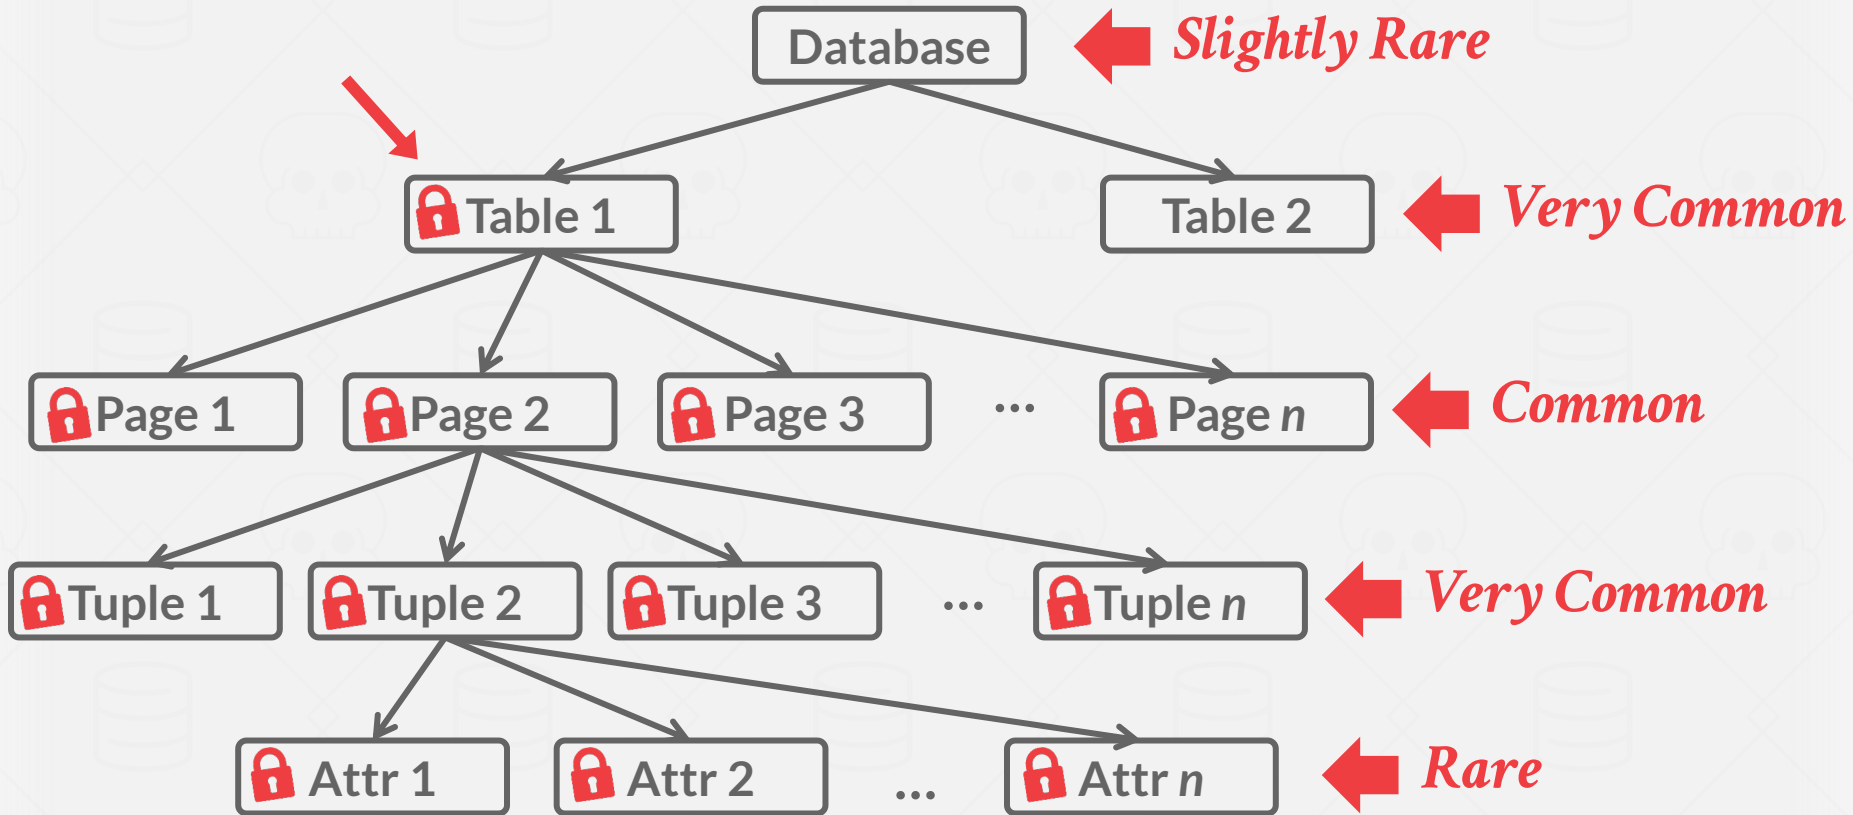 Database
Slightly Rare
Table 1
Table 2
Very Common
Page 1
Page 2
Page 3
...
Page n
Common
Tuple 1
Tuple 2
Tuple 3
...
Tuple n
Very Common
Attr 1
Attr 2
...
Attr n
Rare